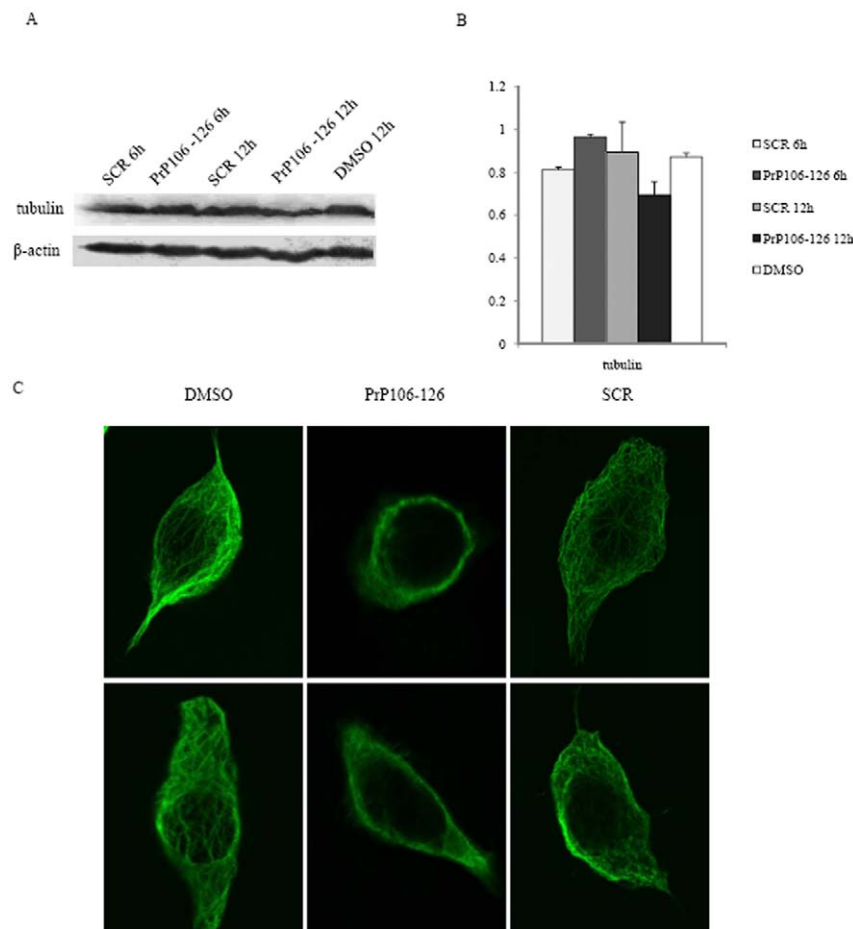 A
SCR 6h
PrP106 -126 6h
SCR 12h
PrP106 -126 12h
DMSO 12h
tubulin
β-actin
B
1.2
1
0.8
0.6
0.4
0.2
0
tubulin
SCR 6h
PrP106-126 6h
SCR 12h
PrP106-126 12h
DMSO
C
DMSO PrP106-126 SCR